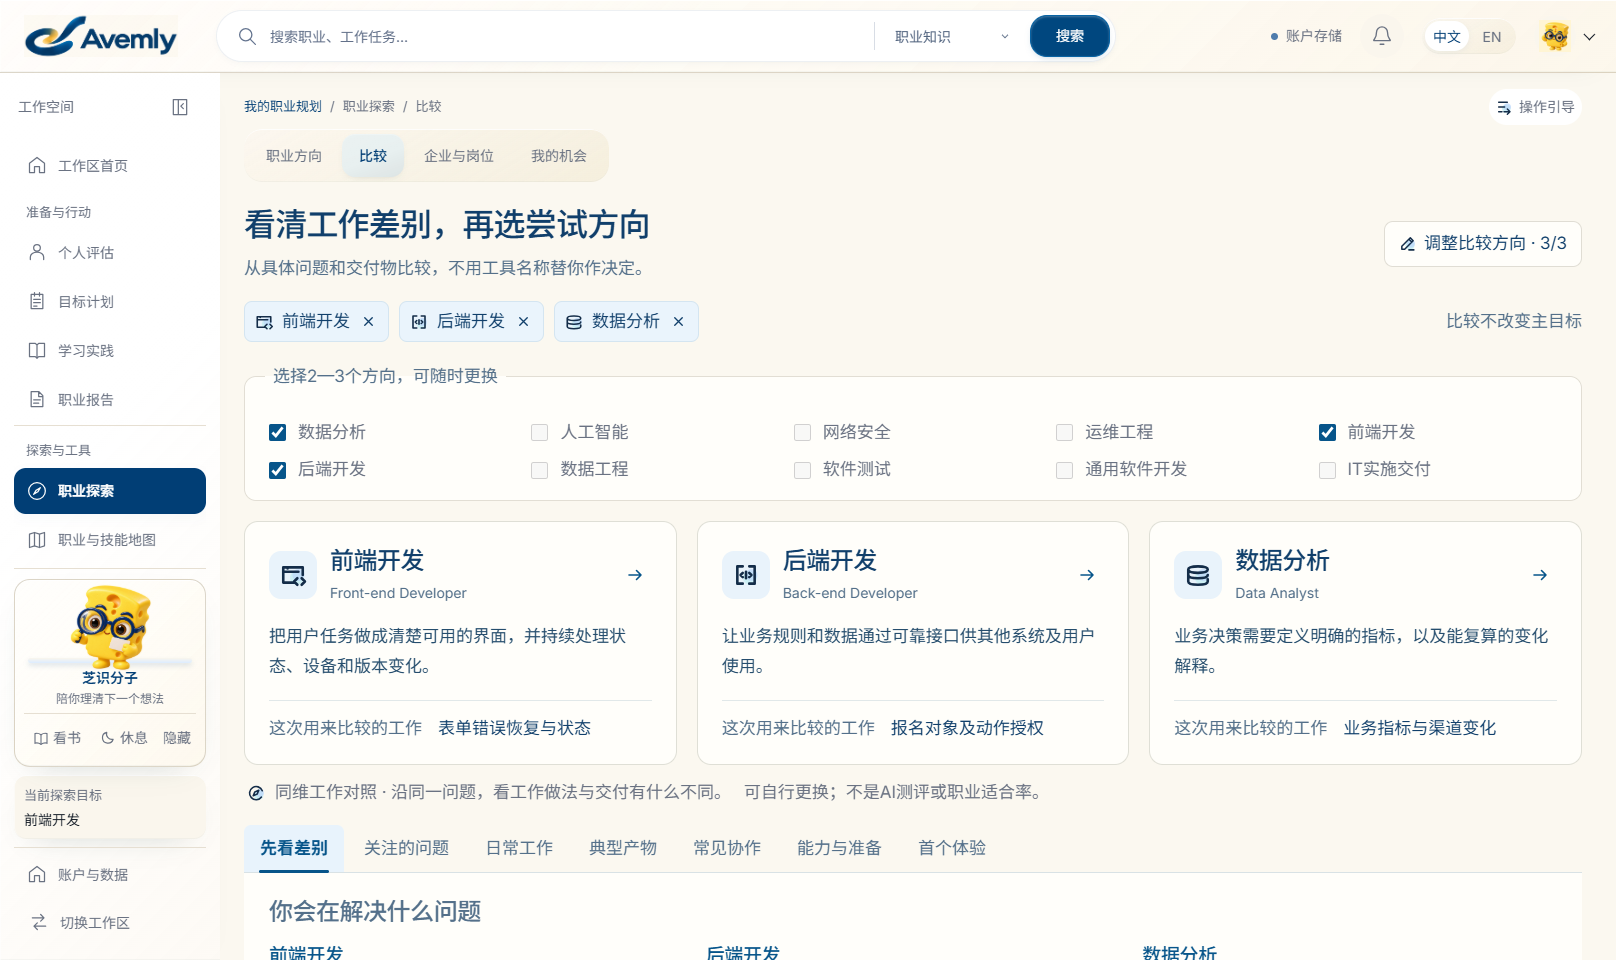 Avemly
搜索职业、工作任务...
职业知识
搜索
账户存储
中文
EN
工作空间
工作区首页
准备与行动
个人评估
目标计划
学习实践
职业报告
探索与工具
职业探索
职业与技能地图
芝识分子
陪你理清下一个想法
看书
休息
隐藏
当前探索目标
前端开发
账户与数据
切换工作区
我的职业规划 / 职业探索 / 比较
操作引导
职业方向
比较
企业与岗位
我的机会
看清工作差别，再选尝试方向
从具体问题和交付物比较，不用工具名称替你作决定。
调整比较方向 · 3/3
前端开发 ×
后端开发 ×
数据分析 ×
比较不改变主目标
选择2—3个方向，可随时更换
数据分析
人工智能
网络安全
运维工程
前端开发
后端开发
数据工程
软件测试
通用软件开发
IT实施交付
前端开发
Front-end Developer
把用户任务做成清楚可用的界面，并持续处理状
态、设备和版本变化。
这次用来比较的工作 表单错误恢复与状态
后端开发
Back-end Developer
让业务规则和数据通过可靠接口供其他系统及用户
使用。
这次用来比较的工作 报名对象及动作授权
数据分析
Data Analyst
业务决策需要定义明确的指标，以及能复算的变化
解释。
这次用来比较的工作 业务指标与渠道变化
同维工作对照 · 沿同一问题，看工作做法与交付有什么不同。 可自行更换；不是AI测评或职业适合率。
先看差别
关注的问题
日常工作
典型产物
常见协作
能力与准备
首个体验
你会在解决什么问题
前端开发
后端开发
数据分析